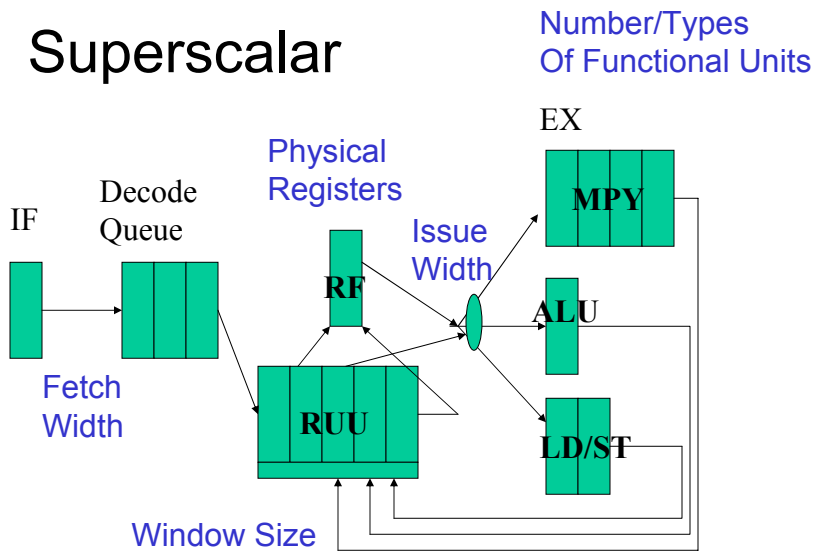 Superscalar
Number/Types
Of Functional Units
EX
Physical
Registers
Decode
Queue
IF
MPY
Issue
Width
RF
ALU
Fetch
Width
RUU
LD/ST
Window Size